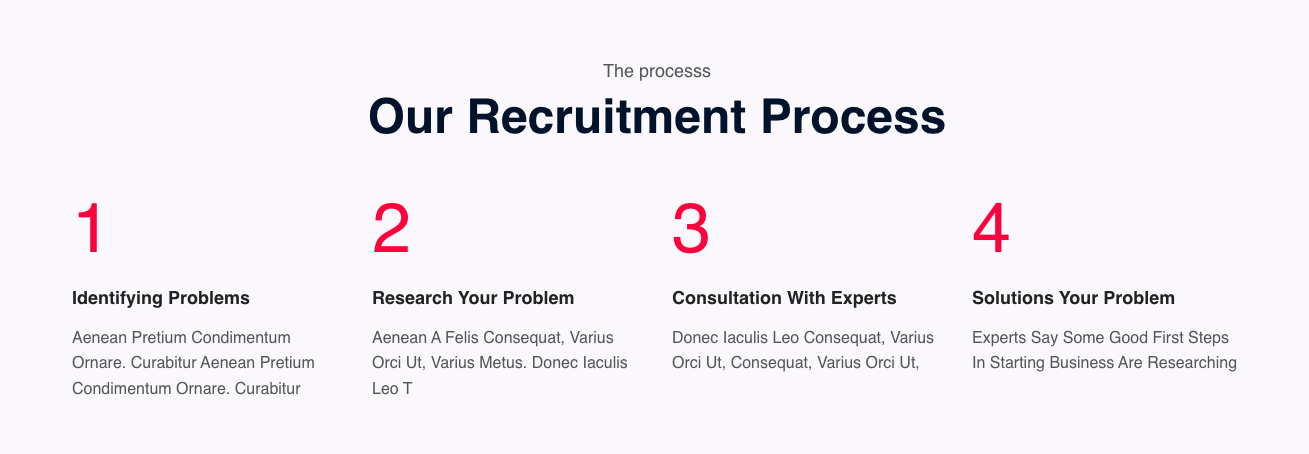 The processs
Our Recruitment Process
1
Identifying Problems
Aenean Pretium Condimentum
Ornare. Curabitur Aenean Pretium
Condimentum Ornare. Curabitur
2
Research Your Problem
Aenean A Felis Consequat, Varius
Orci Ut, Varius Metus. Donec Iaculis
Leo T
3
Consultation With Experts
Donec Iaculis Leo Consequat, Varius
Orci Ut, Consequat, Varius Orci Ut,
4
Solutions Your Problem
Experts Say Some Good First Steps
In Starting Business Are Researching